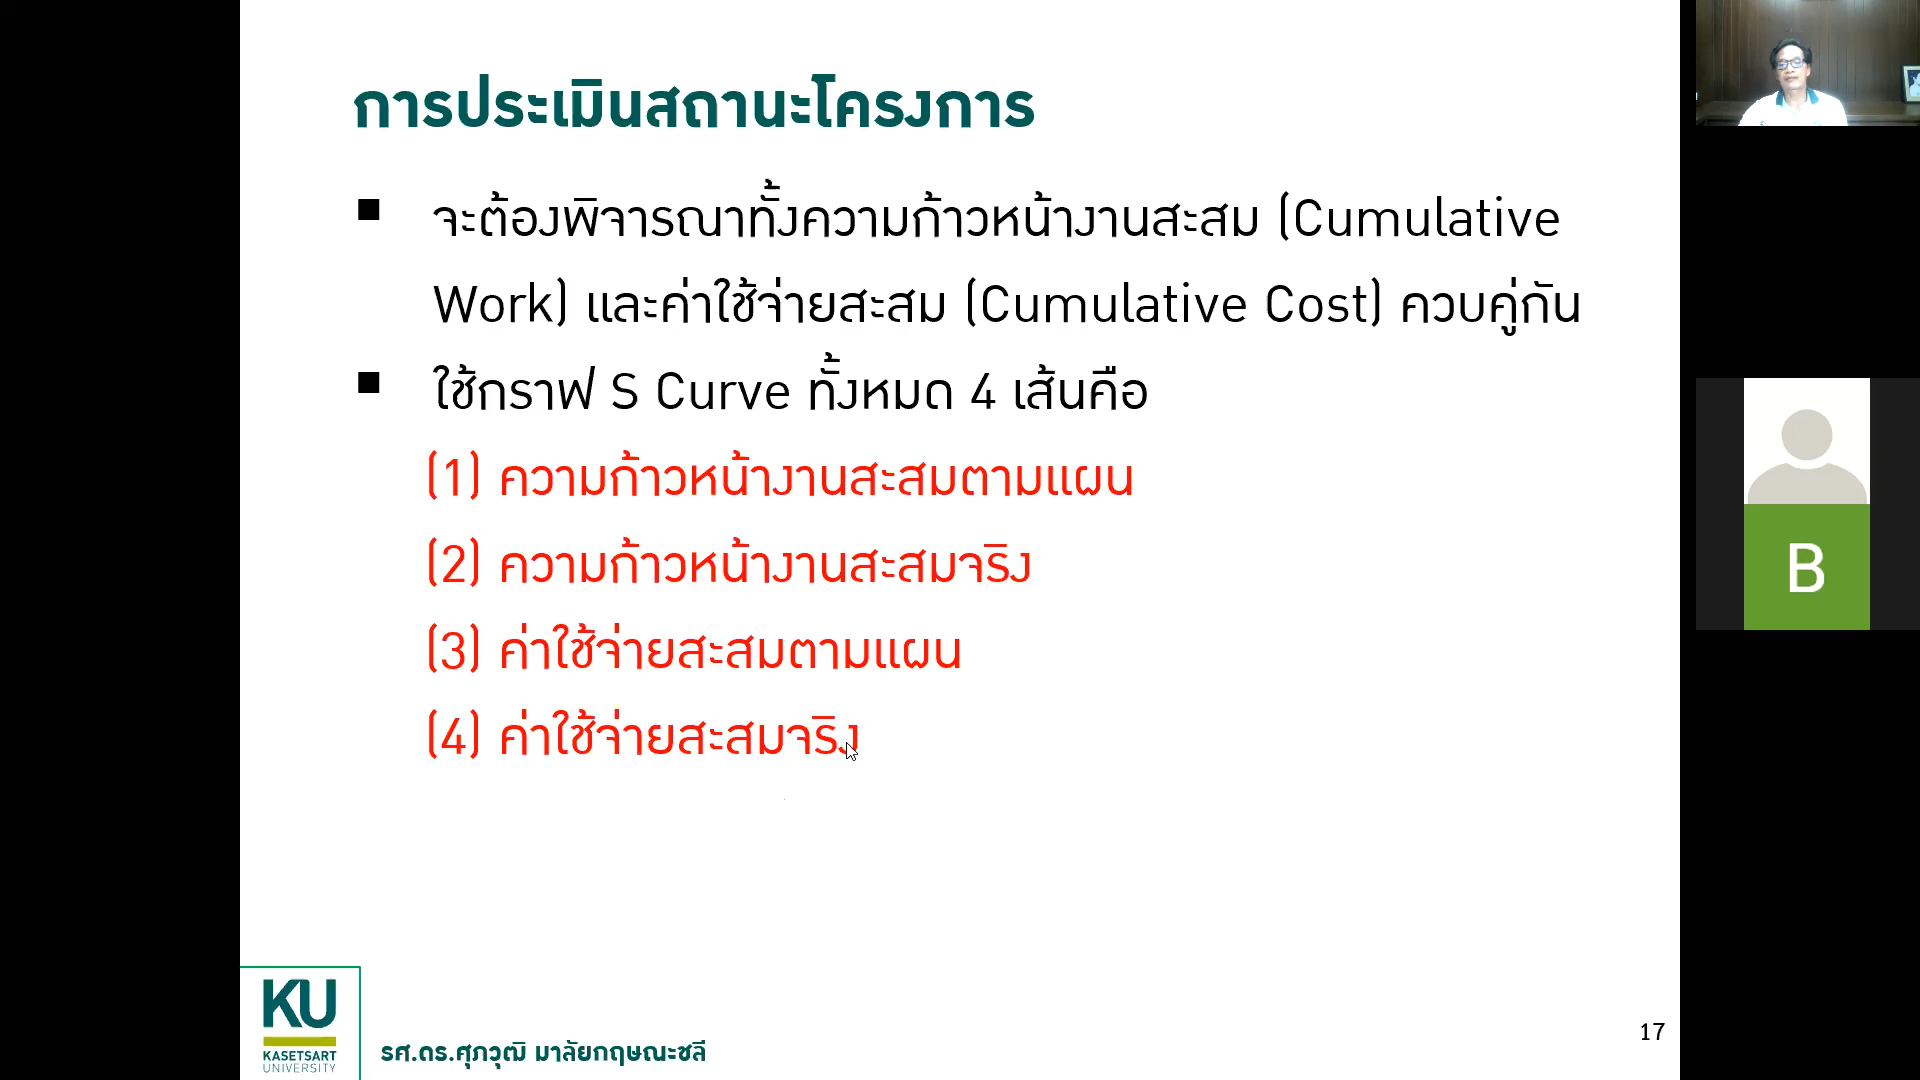 การประเมินสถานะโครงการ
▪ จะต้องพิจารณาทั้งความก้าวหน้างานสะสม (Cumulative
Work) และค่าใช้จ่ายสะสม (Cumulative Cost) ควบคู่กัน
▪ ใช้กราฟ S Curve ทั้งหมด 4 เส้นคือ
(1) ความก้าวหน้างานสะสมตามแผน
(2) ความก้าวหน้างานสะสมจริง
(3) ค่าใช้จ่ายสะสมตามแผน
(4) ค่าใช้จ่ายสะสมจริง
B
KU
KASETSART
UNIVERSITY
รศ.ดร.ศุภวุฒิ มาลัยกฤษณะชลี
17